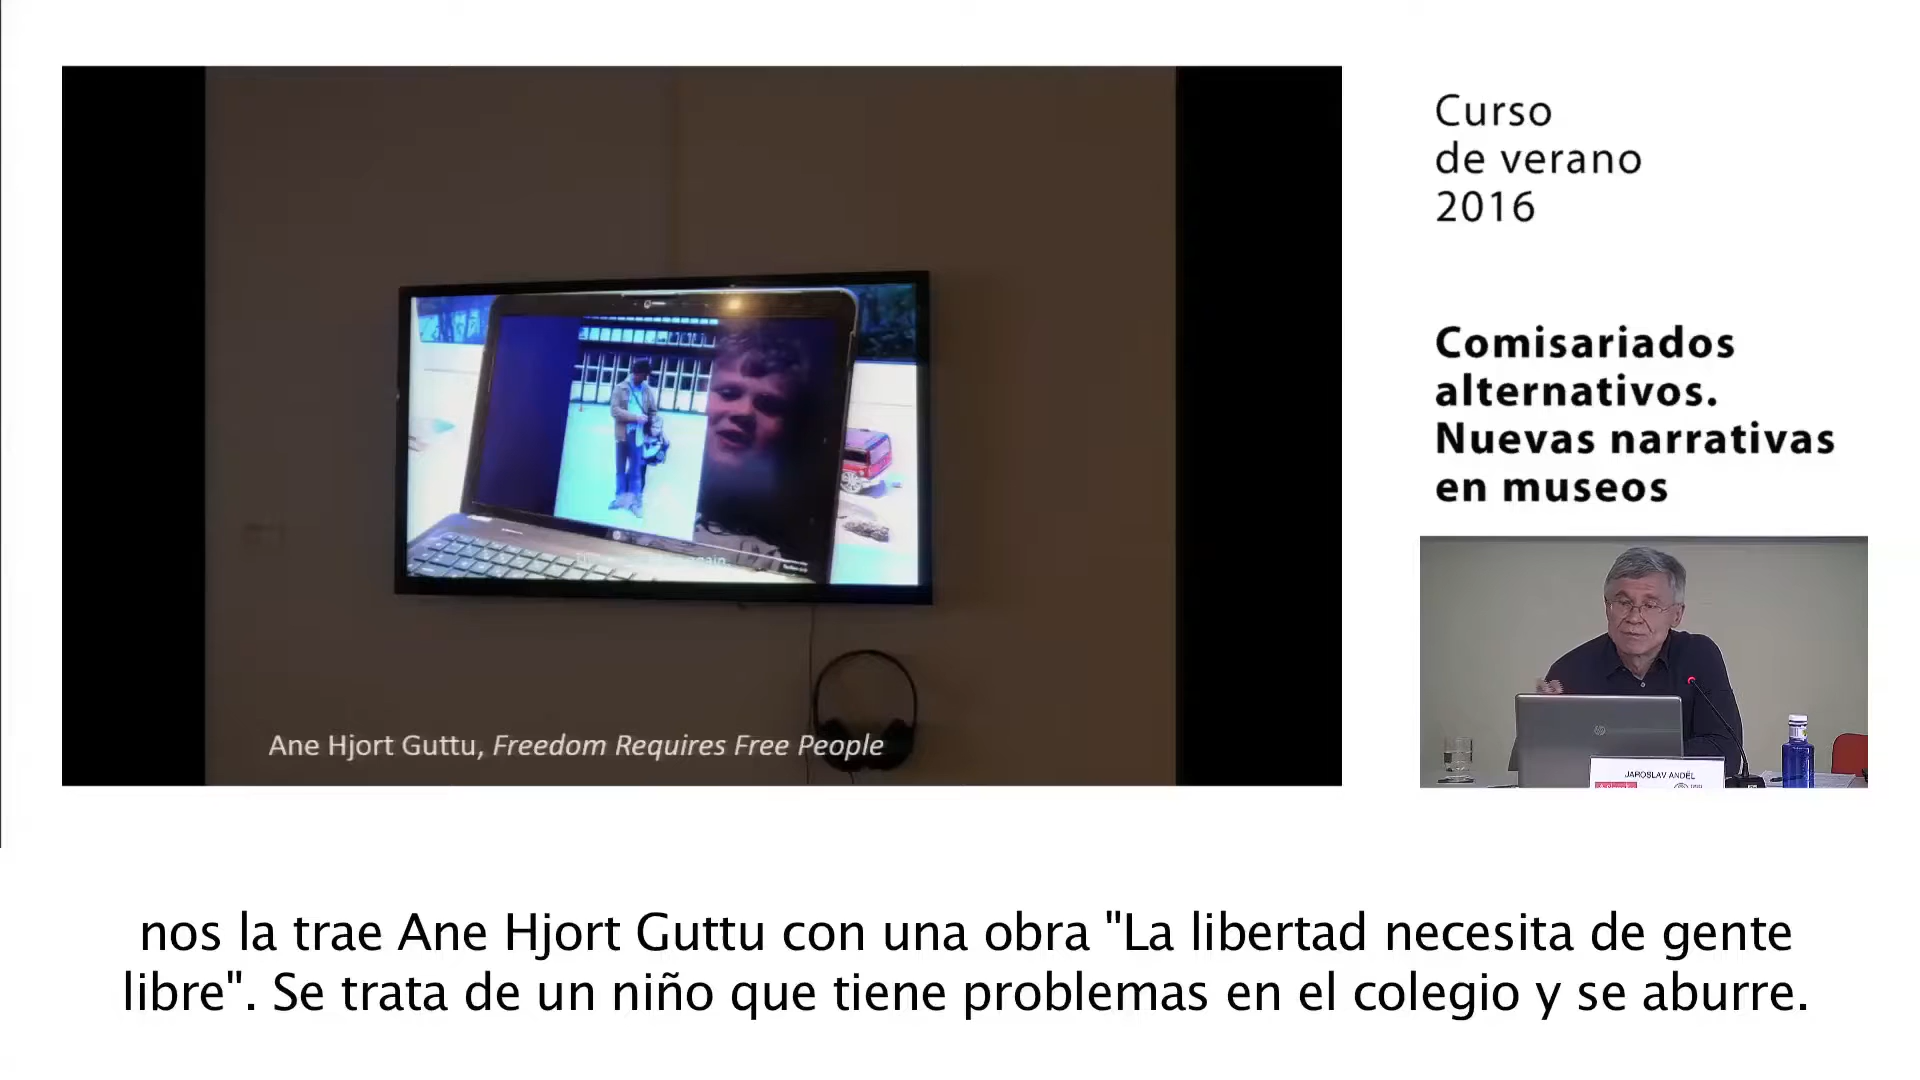 Curso
de verano
2016
Comisariados
alternativos.
Nuevas narrativas
en museos
Ane Hjort Guttu, Freedom Requires Free People
JAROSLAV ANDĚL
nos la trae Ane Hjort Guttu con una obra "La libertad necesita de gente
libre". Se trata de un niño que tiene problemas en el colegio y se aburre.